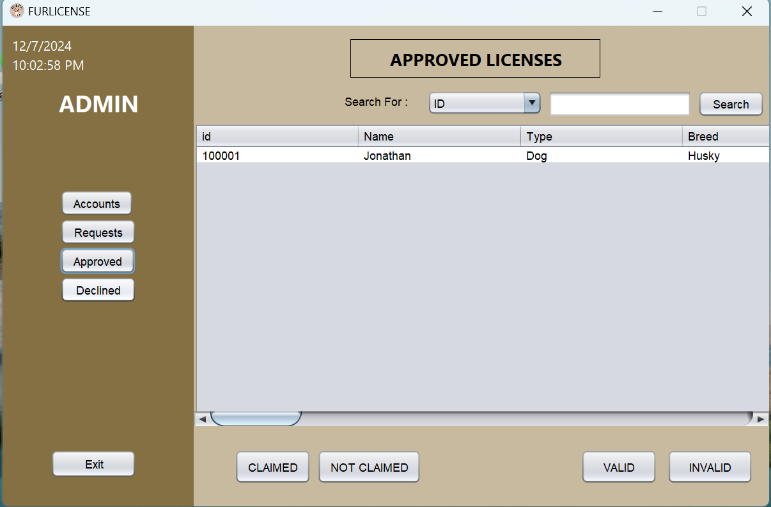 FURLICENSE
12/7/2024
10:02:58 PM
ADMIN
Accounts
Requests
Approved
Declined
Exit
APPROVED LICENSES
Search For : ID Search
id Name Type Breed
100001 Jonathan Dog Husky
CLAIMED NOT CLAIMED VALID INVALID